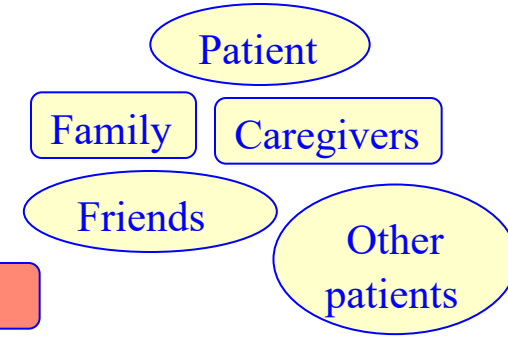 Patient
Family
Caregivers
Friends
Other
patients